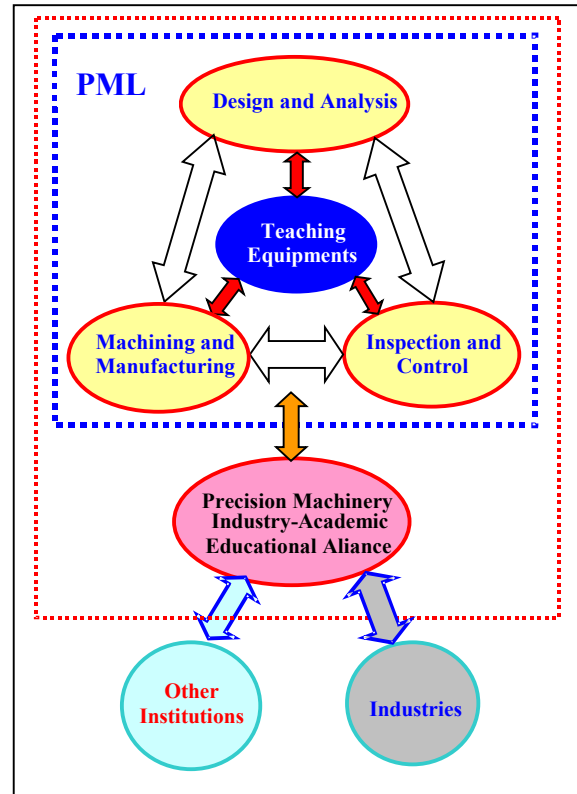 PML
Design and Analysis
Teaching
Equipments
Machining and
Manufacturing
Inspection and
Control
Precision Machinery
Industry-Academic
Educational Aliance
Other
Institutions
Industries